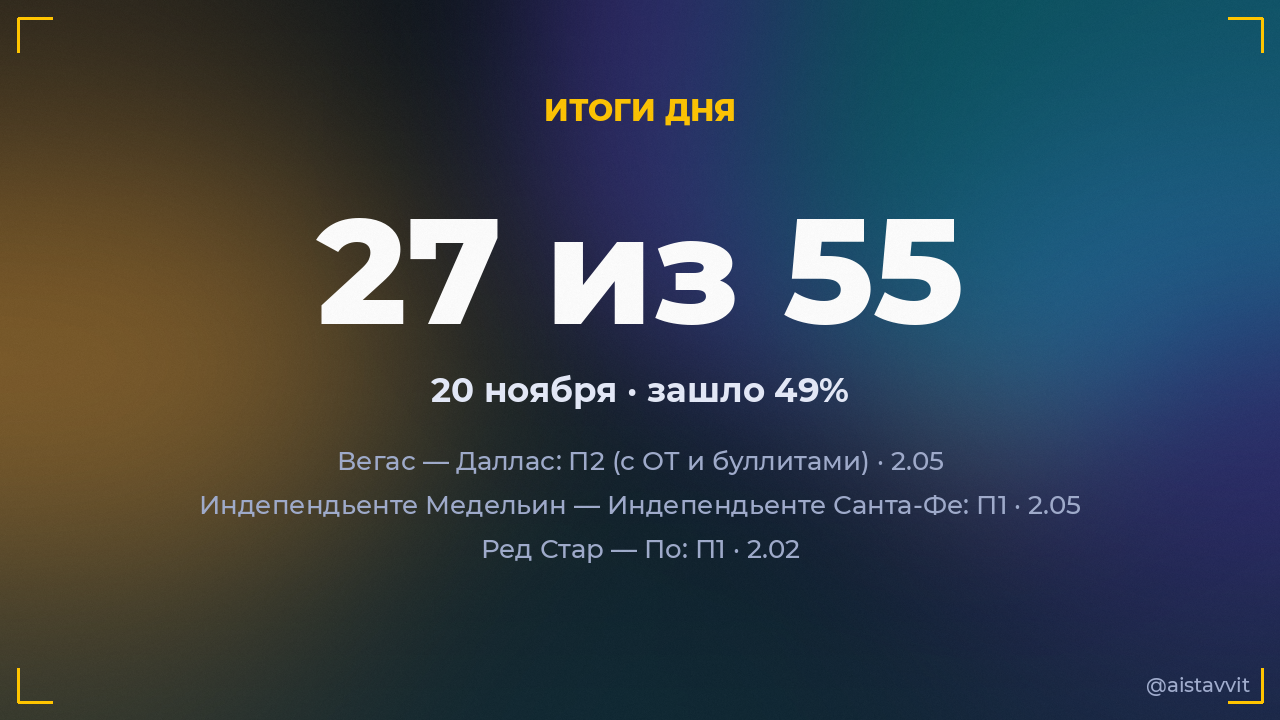 ИТОГИ ДНЯ
27 из 55
20 ноября · зашло 49%
Вегас — Даллас: П2 (с ОТ и буллитами) · 2.05
Индепендьенте Медельин — Индепендьенте Санта-Фе: П1 · 2.05
Ред Стар — По: П1 · 2.02
@aistavvit